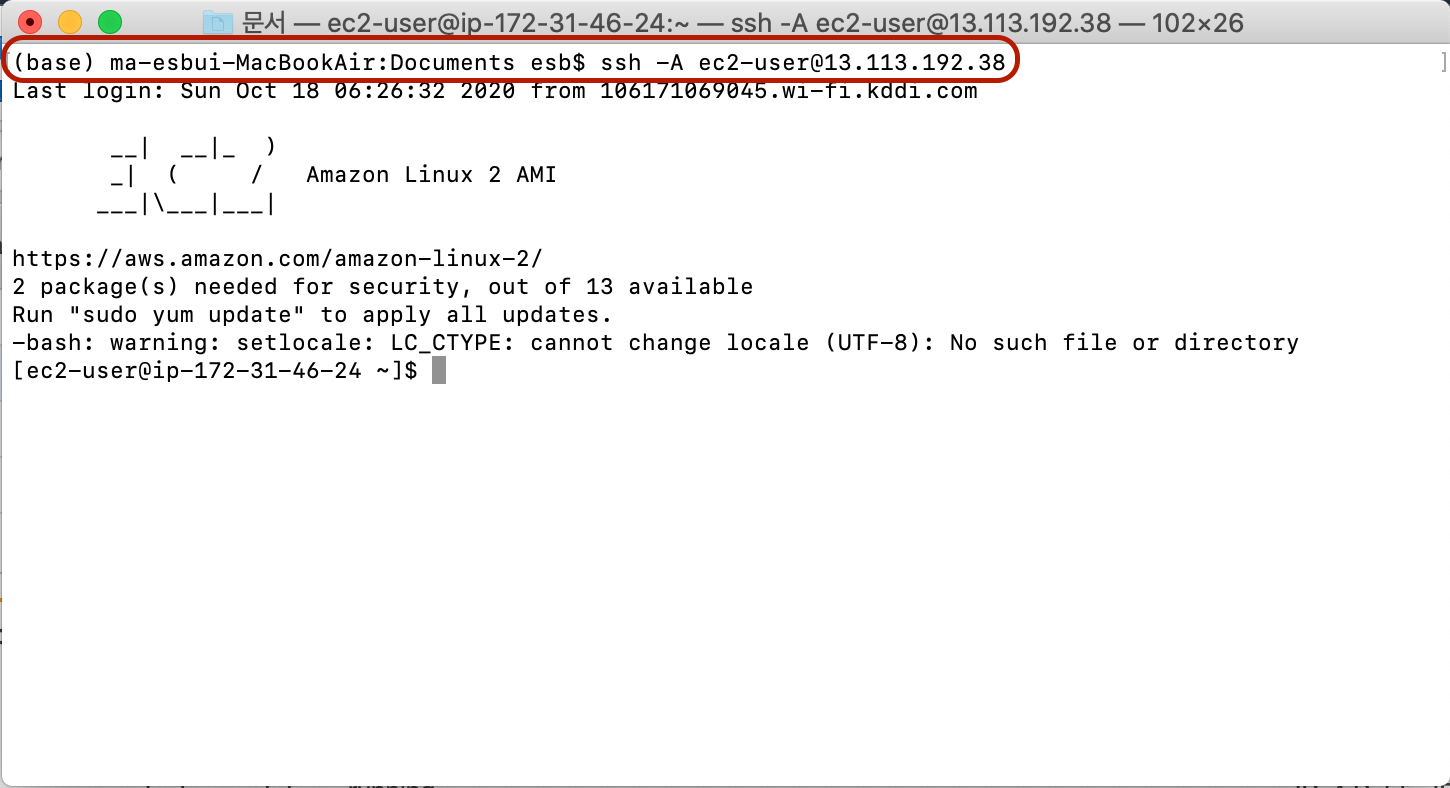 문서 — ec2-user@ip-172-31-46-24:~ — ssh -A ec2-user@13.113.192.38 — 102×26
(base) ma-esbui-MacBookAir:Documents esb$ ssh -A ec2-user@13.113.192.38
Last login: Sun Oct 18 06:26:32 2020 from 106171069045.wi-fi.kddi.com
       __|  __|_  )
       _|  (     /   Amazon Linux 2 AMI
      ___|\___|___|
https://aws.amazon.com/amazon-linux-2/
2 package(s) needed for security, out of 13 available
Run "sudo yum update" to apply all updates.
-bash: warning: setlocale: LC_CTYPE: cannot change locale (UTF-8): No such file or directory
[ec2-user@ip-172-31-46-24 ~]$